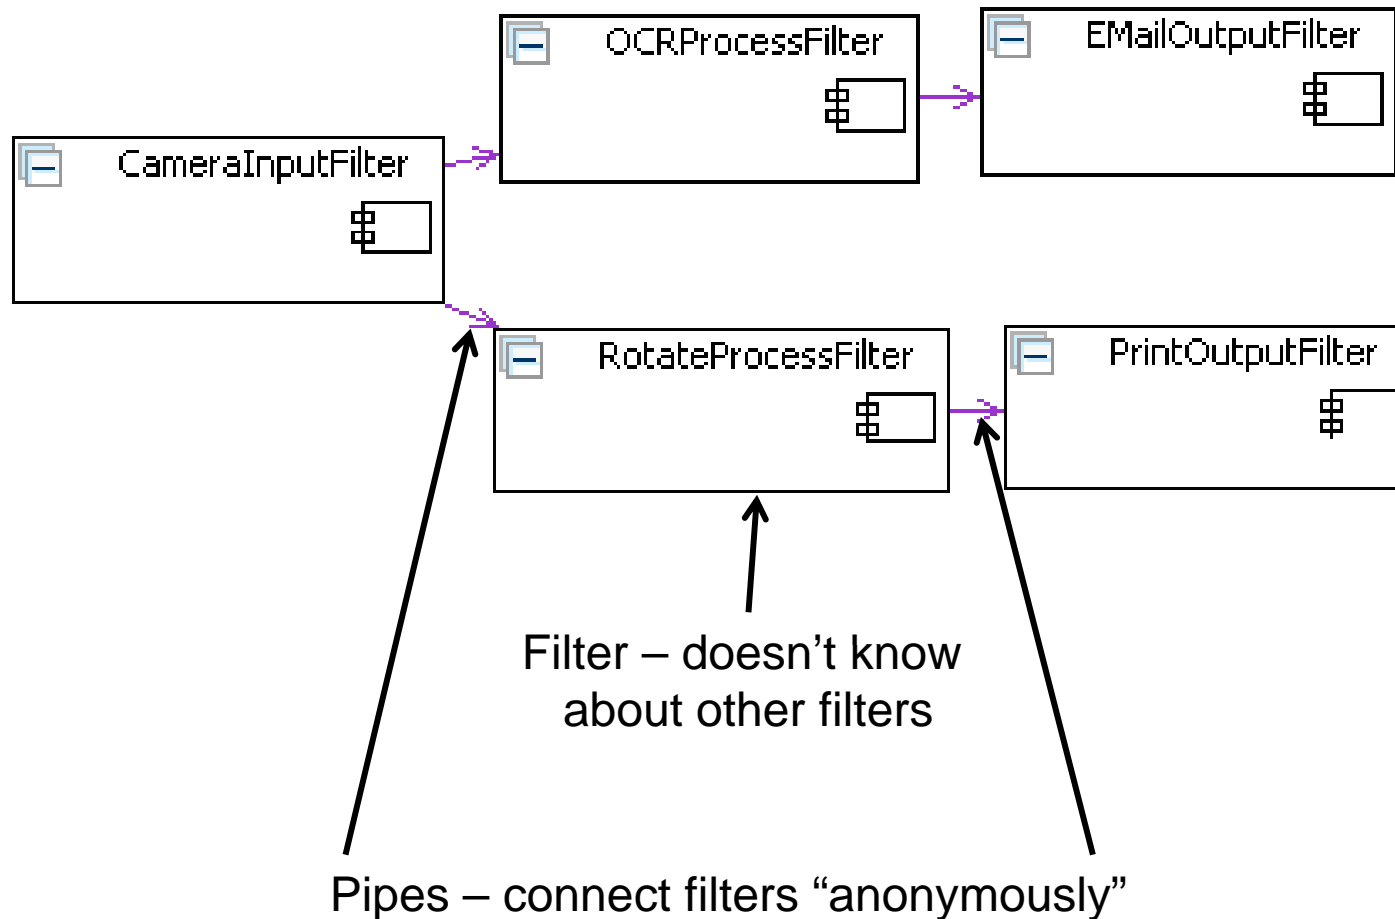 OCRProcessFilter
EMailOutputFilter
CameraInputFilter
RotateProcessFilter
PrintOutputFilter
Filter – doesn’t know
about other filters
Pipes – connect filters “anonymously”